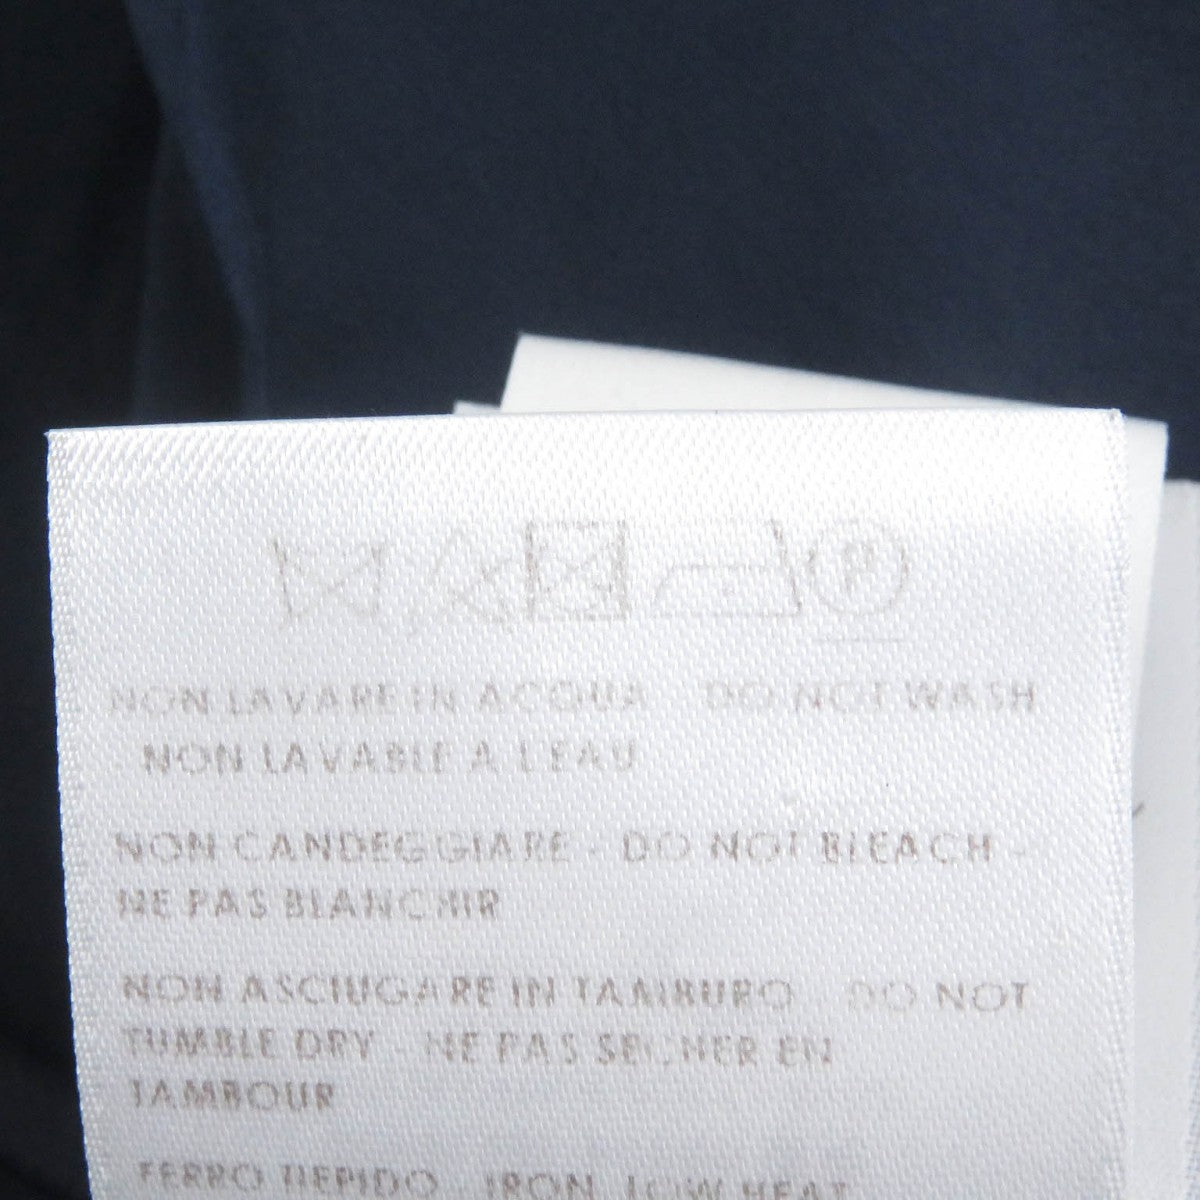 P
NON LAVARE IN ACQUA DO NOT WASH
NON LAVABLE A L'EAU
NON CANDEGGIARE - DO NOT BLEACH -
NE PAS BLANCHIR
NON ASCIUGARE IN TAMBURO DO NOT
TUMBLE DRY - NE PAS SECHER EN
TAMBOUR
FERRO TIEPIDO IRON LOW HEAT